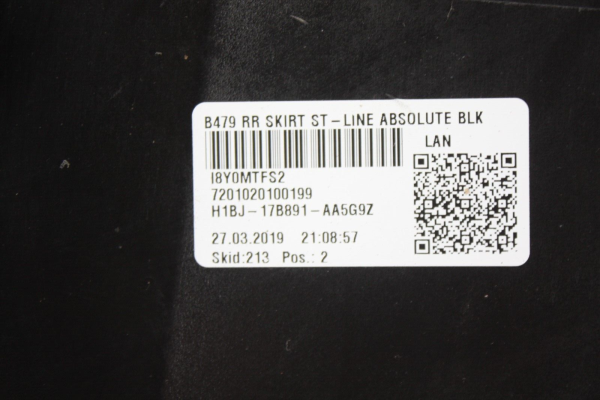 B479 RR SKIRT ST-LINE ABSOLUTE BLK
LAN
I8Y0MTFS2
7201020100199
H1BJ-17B891-AA5G9Z
27.03.2019 21:08:57
Skid:213 Pos.: 2